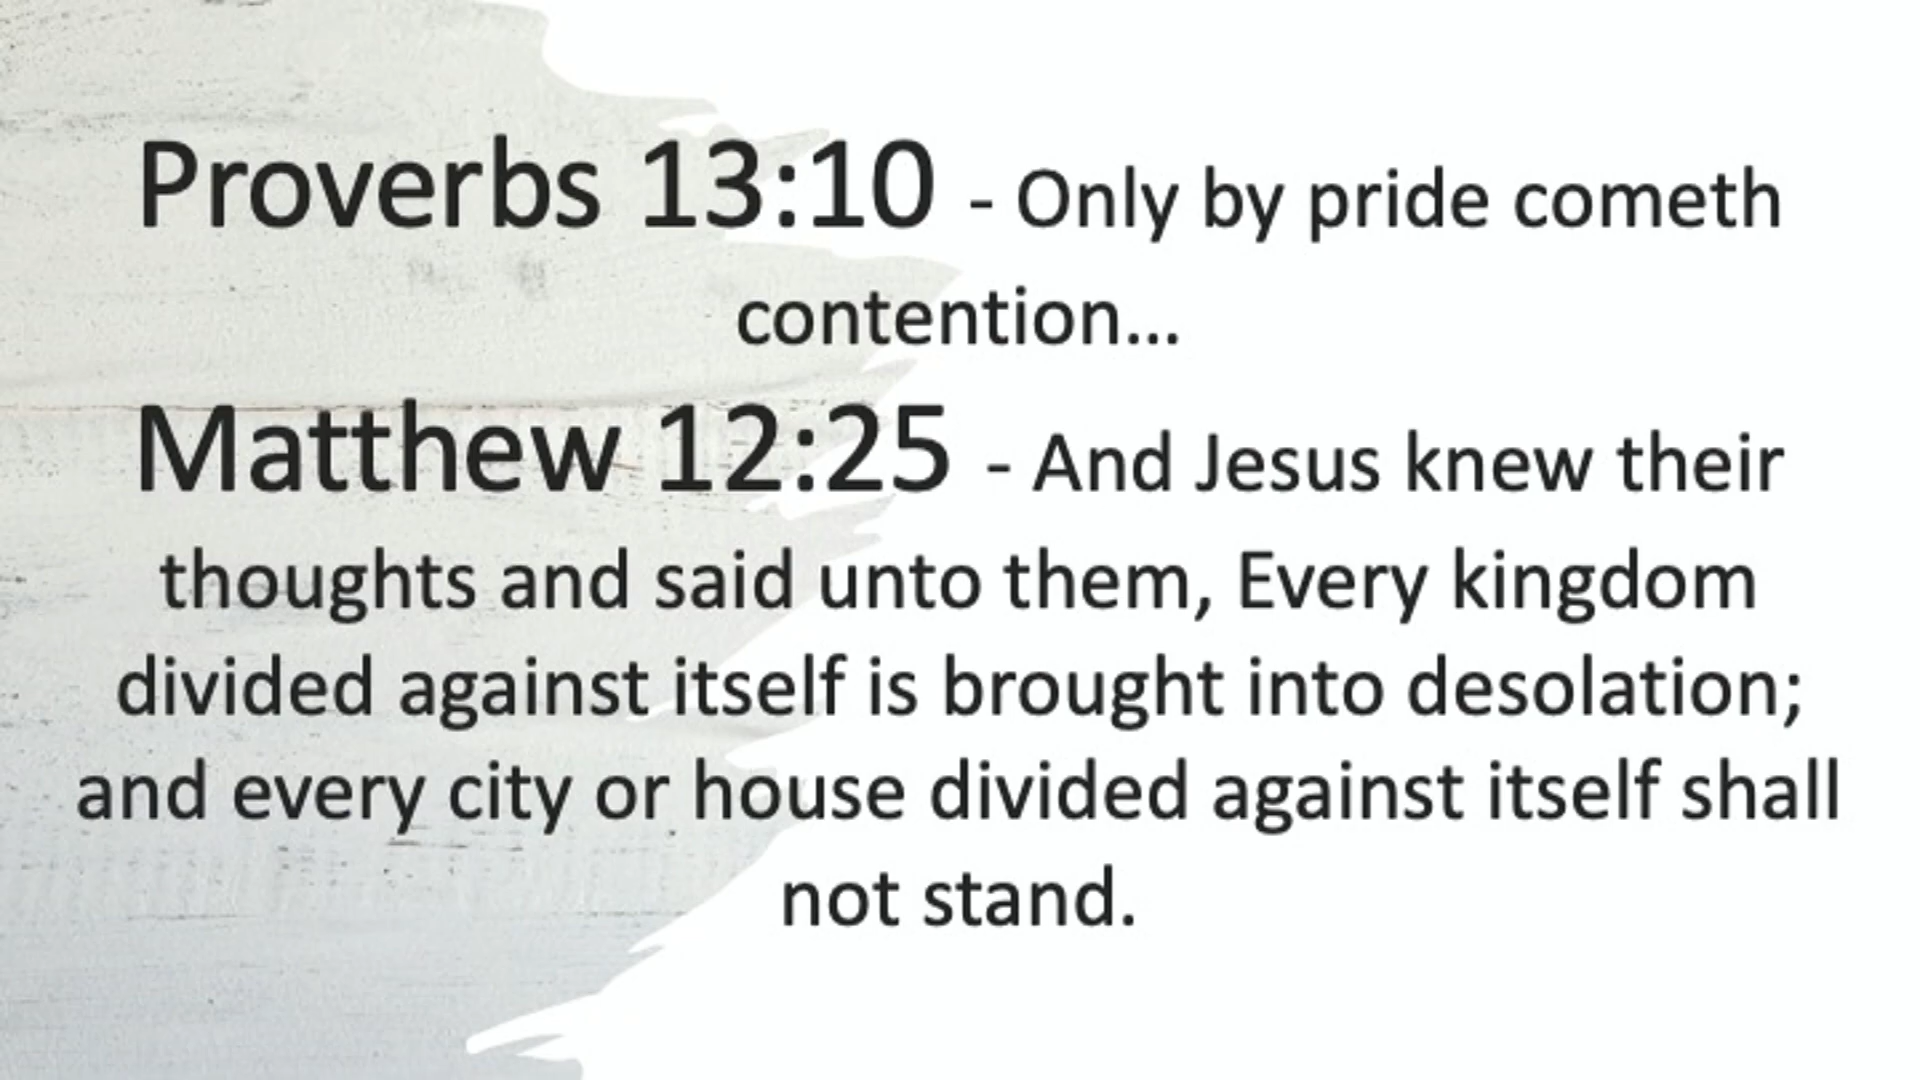 Proverbs 13:10 - Only by pride cometh
contention...
Matthew 12:25 - And Jesus knew their
thoughts and said unto them, Every kingdom
divided against itself is brought into desolation;
and every city or house divided against itself shall
not stand.